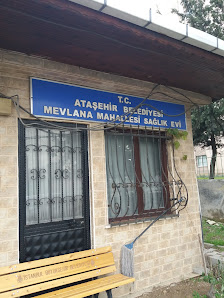 T.C.
ATAŞEHİR BELEDİYESİ
MEVLANA MAHALLESİ SAĞLIK EVİ